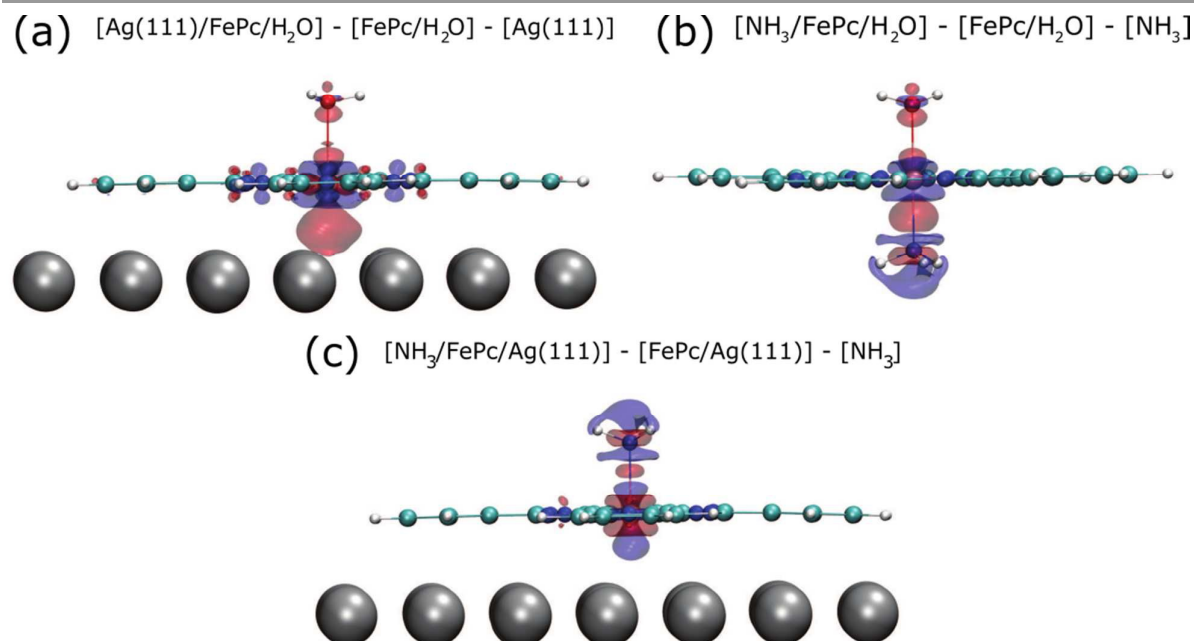 (a) [Ag(111)/FePc/H₂O] - [FePc/H₂O] - [Ag(111)]
(b) [NH₃/FePc/H₂O] - [FePc/H₂O] - [NH₃]
(c) [NH₃/FePc/Ag(111)] - [FePc/Ag(111)] - [NH₃]